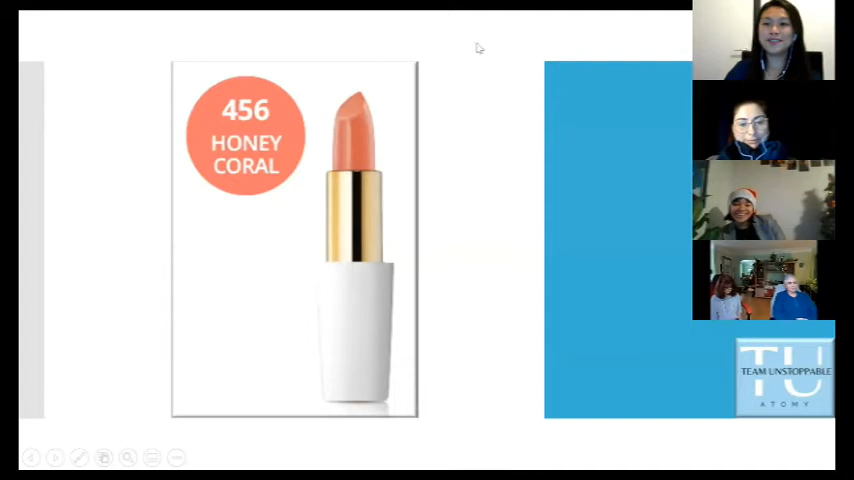 456
HONEY
CORAL
TU
TEAM UNSTOPPABLE
ATOMY